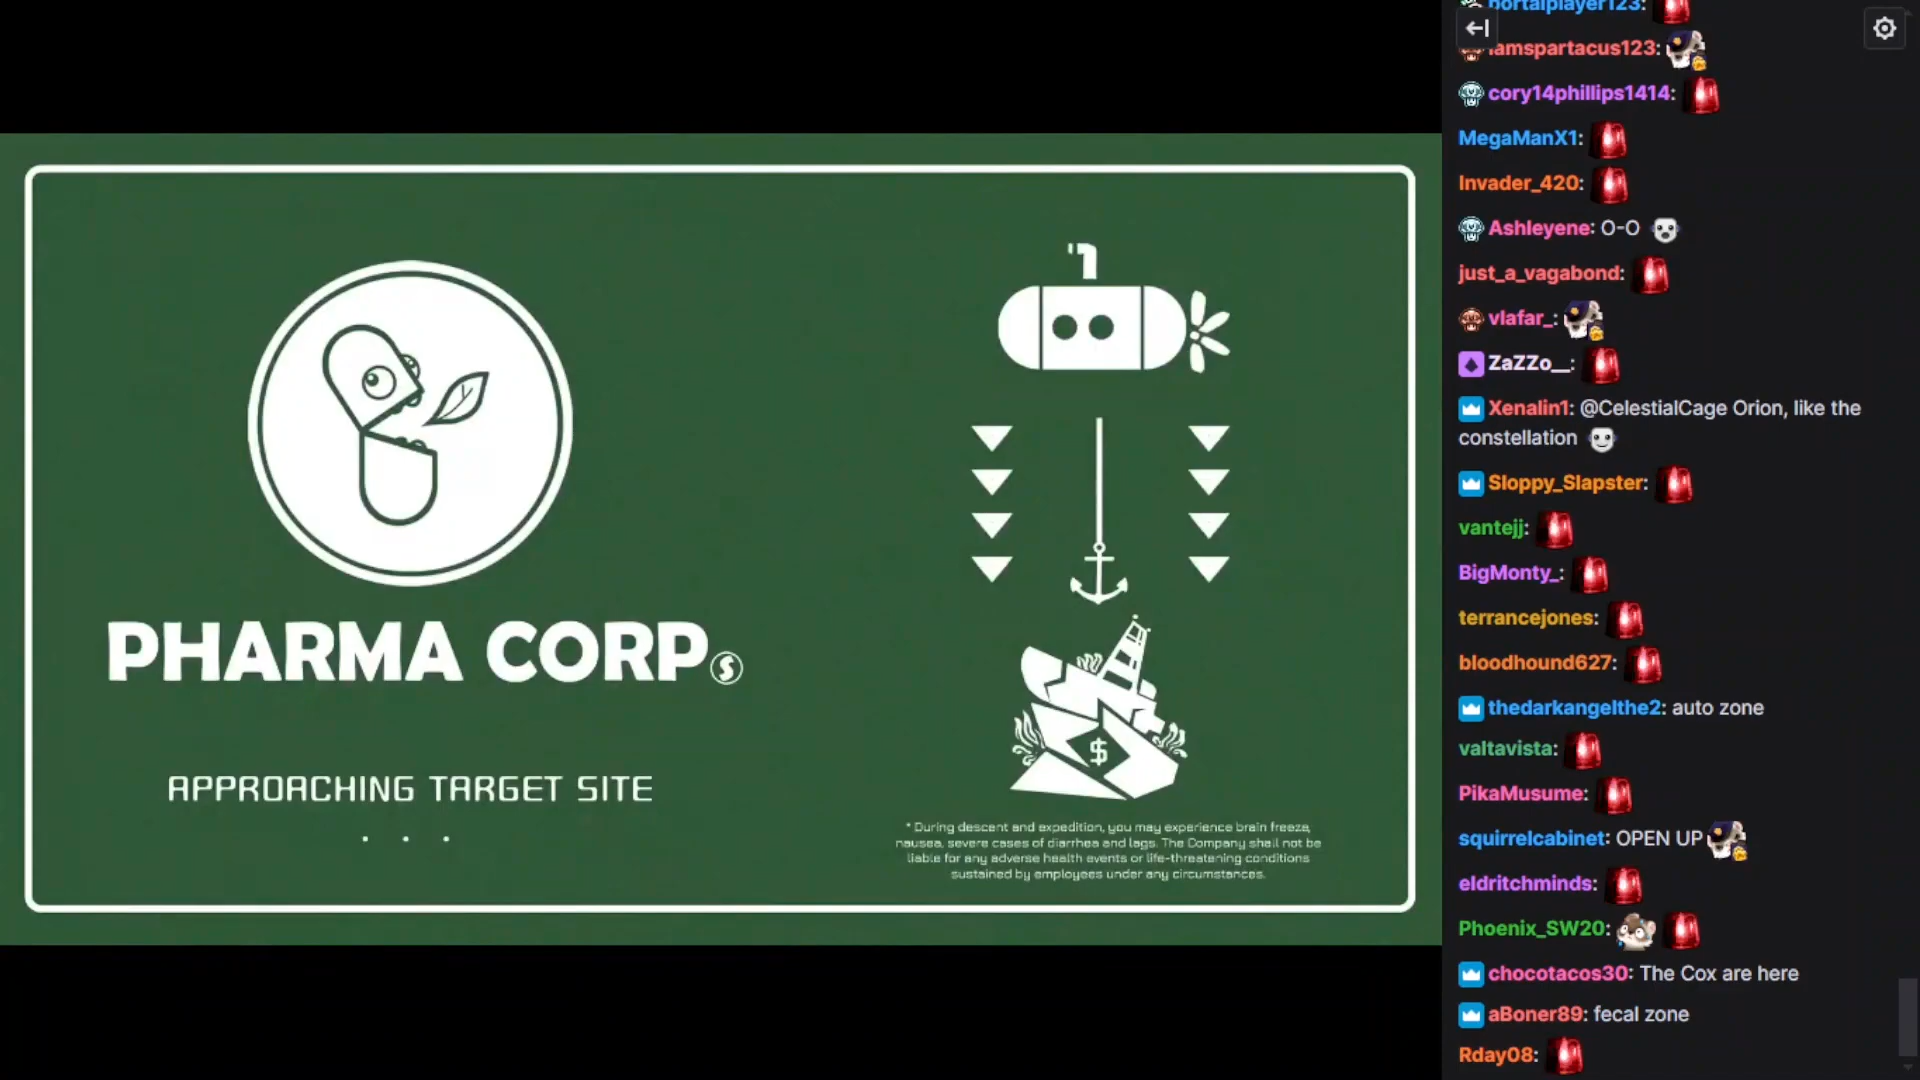 PHARMA CORP
APPROACHING TARGET SITE
. . .
$
* During descent and expedition, you may experience brain freeze,
nausea, severe cases of diarrhea and lags. The Company shall not be
liable for any adverse health events or life-threatening conditions
sustained by employees under any circumstances.
portalplayer123:
iamspartacus123:
cory14phillips1414:
MegaManX1:
Invader_420:
Ashleyene: O-O
just_a_vagabond:
vlafar_:
ZaZZo__:
Xenalin1: @CelestialCage Orion, like the
constellation
Sloppy_Slapster:
vantejj:
BigMonty_:
terrancejones:
bloodhound627:
thedarkangelthe2: auto zone
valtavista:
PikaMusume:
squirrelcabinet: OPEN UP
eldritchminds:
Phoenix_SW20:
chocotacos30: The Cox are here
aBoner89: fecal zone
Rday08: